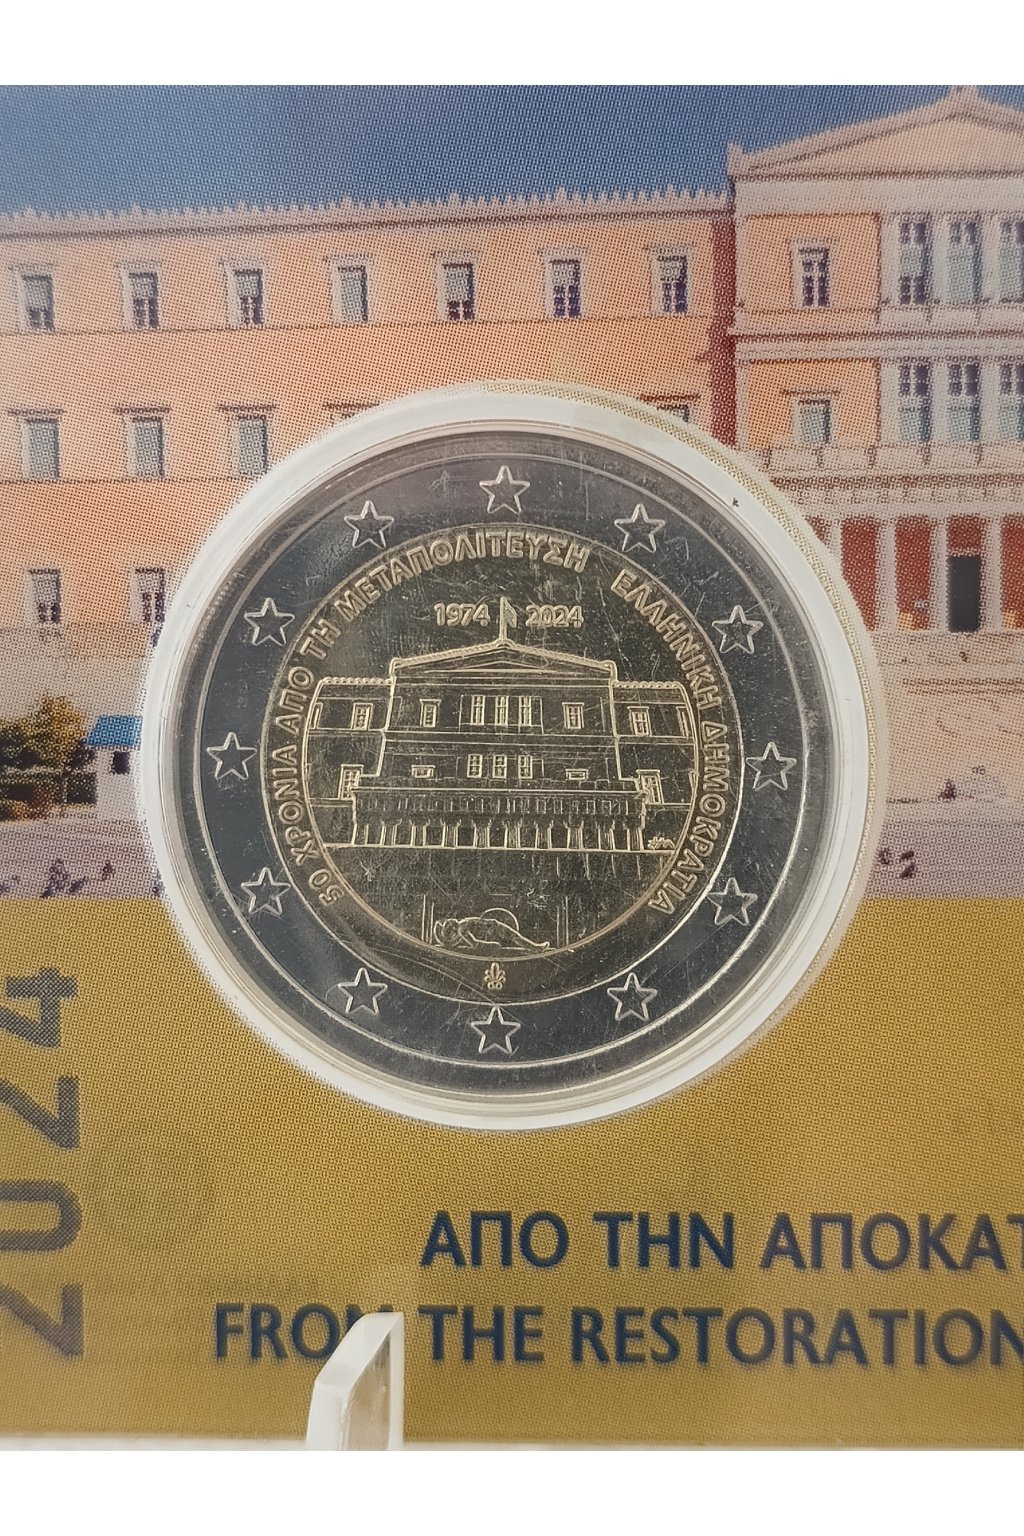 50 ΧΡΟΝΙΑ ΑΠΟ ΤΗ ΜΕΤΑΠΟΛΙΤΕΥΣΗ
ΕΛΛΗΝΙΚΗ ΔΗΜΟΚΡΑΤΙΑ
1974 2024
2024
ΑΠΟ ΤΗΝ ΑΠΟΚΑΤ
FROM THE RESTORATION